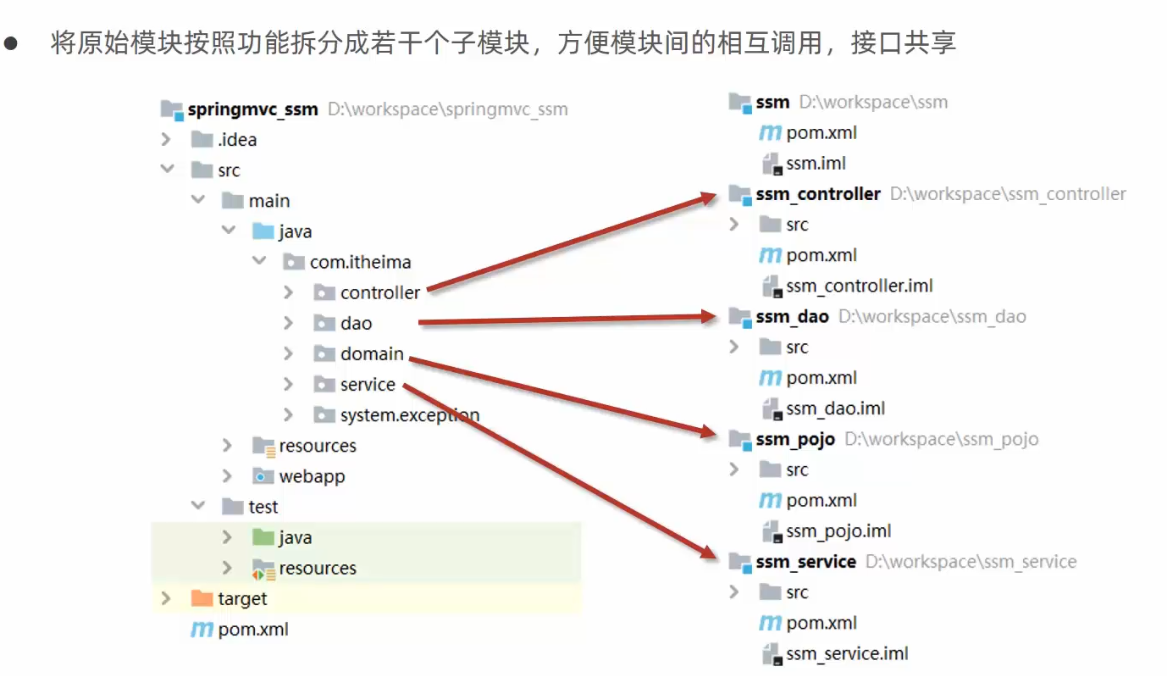 将原始模块按照功能拆分成若干个子模块，方便模块间的相互调用，接口共享
springmvc_ssm D:\workspace\springmvc_ssm
.idea
src
main
java
com.itheima
controller
dao
domain
service
system.exception
resources
webapp
test
java
resources
target
pom.xml
ssm D:\workspace\ssm
pom.xml
ssm.iml
ssm_controller D:\workspace\ssm_controller
src
pom.xml
ssm_controller.iml
ssm_dao D:\workspace\ssm_dao
src
pom.xml
ssm_dao.iml
ssm_pojo D:\workspace\ssm_pojo
src
pom.xml
ssm_pojo.iml
ssm_service D:\workspace\ssm_service
src
pom.xml
ssm_service.iml